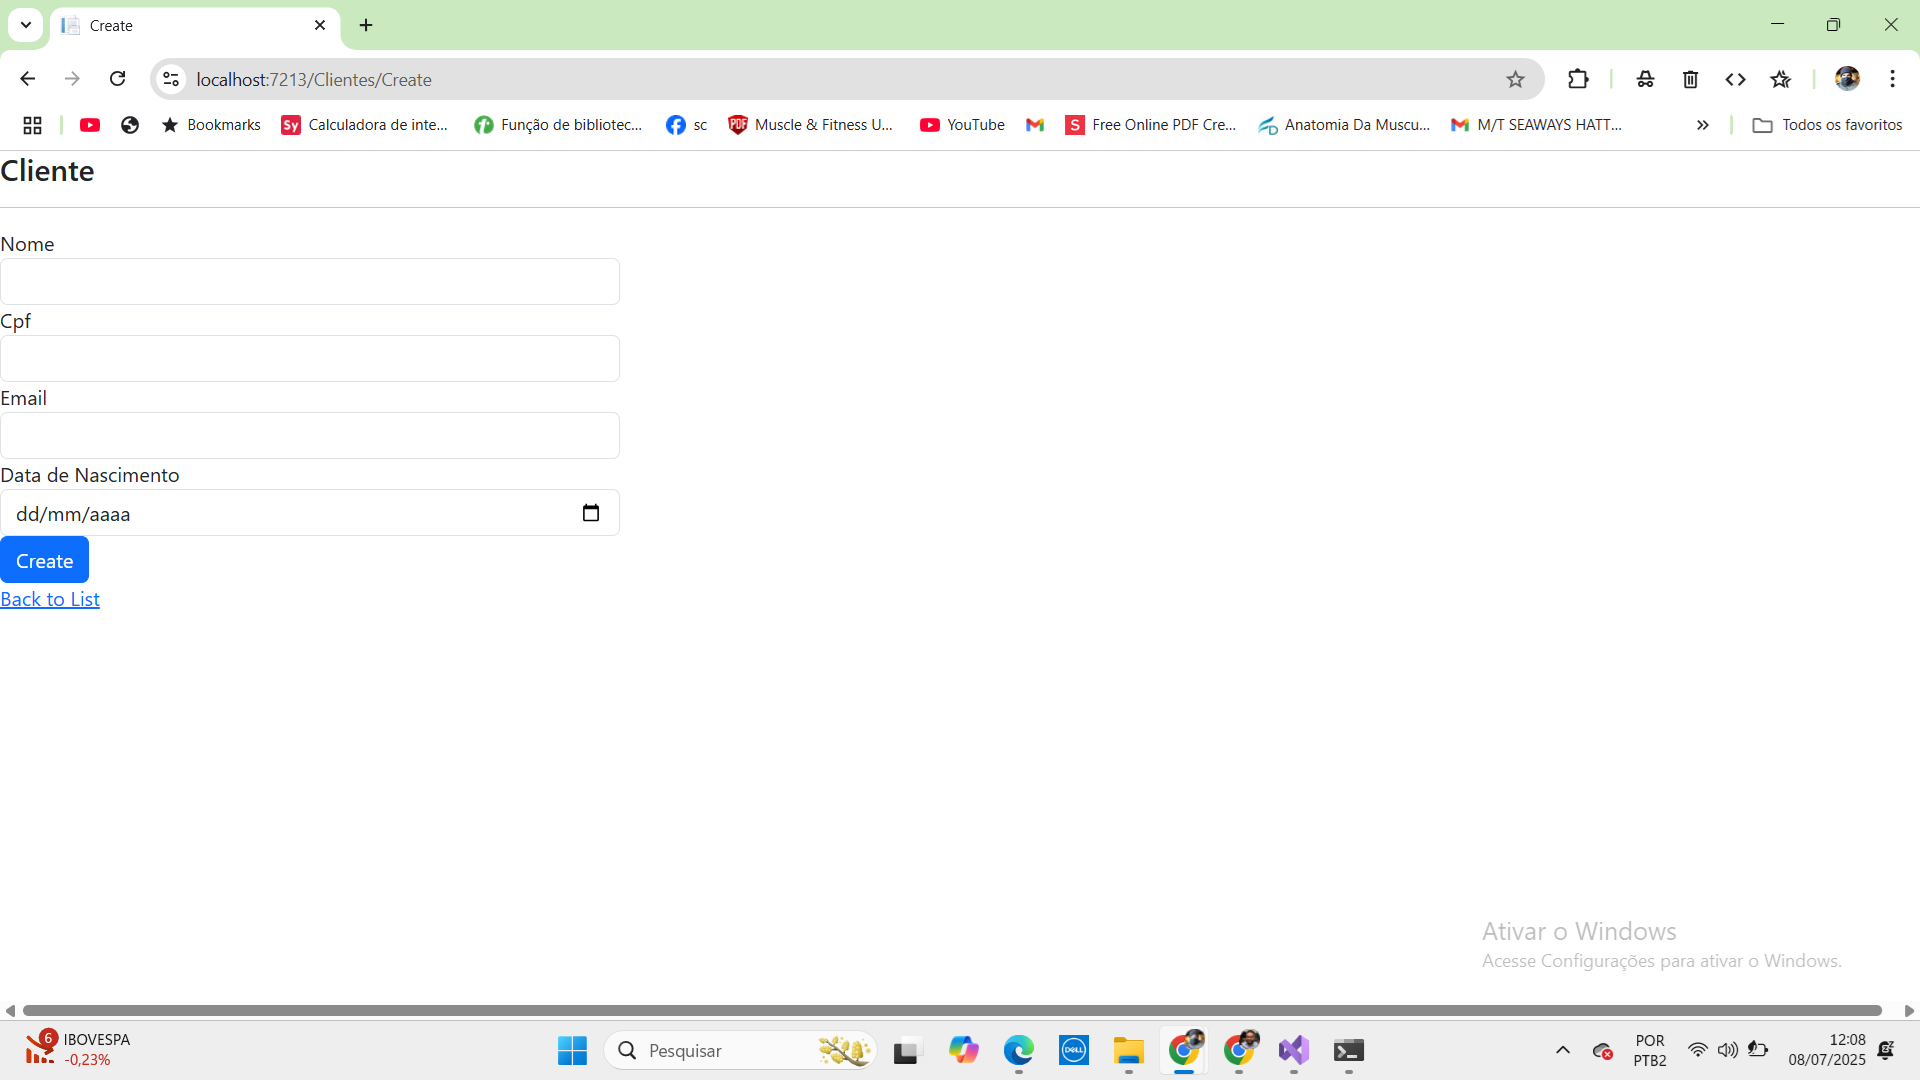 Create
localhost:7213/Clientes/Create
Bookmarks
Sy
Calculadora de inte...
Função de bibliotec...
sc
PDF
Muscle & Fitness U...
YouTube
S
Free Online PDF Cre...
Anatomia Da Muscu...
M/T SEAWAYS HATT...
Todos os favoritos
Cliente
Nome
Cpf
Email
Data de Nascimento
dd/mm/aaaa
Create
Back to List
Ativar o Windows
Acesse Configurações para ativar o Windows.
6
IBOVESPA
-0,23%
Pesquisar
DELL
POR
PTB2
12:08
08/07/2025